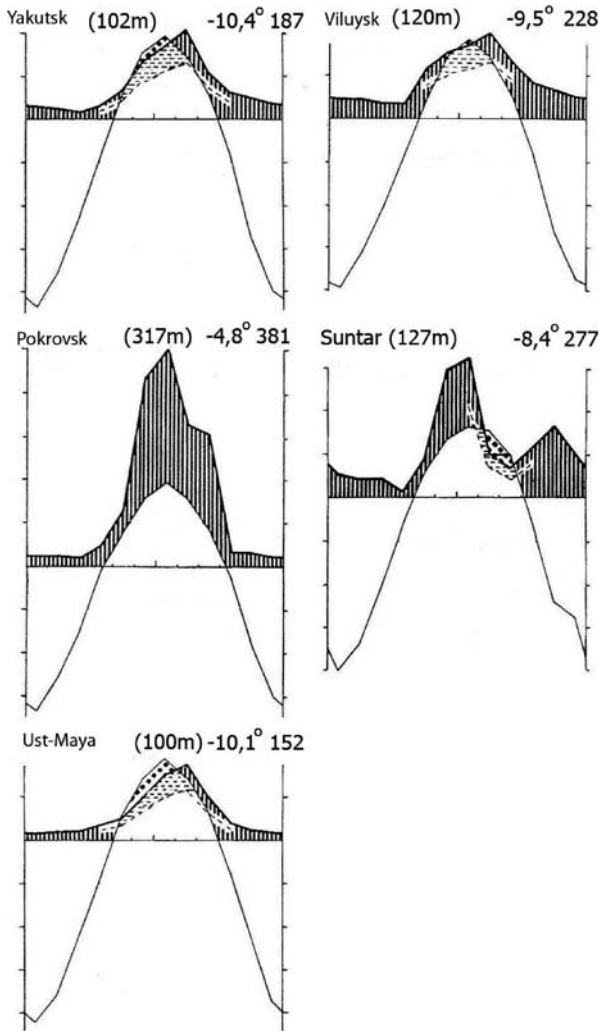 Yakutsk (102m) -10,4° 187
Viluysk (120m) -9,5° 228
Pokrovsk (317m) -4,8° 381
Suntar (127m) -8,4° 277
Ust-Maya (100m) -10,1° 152